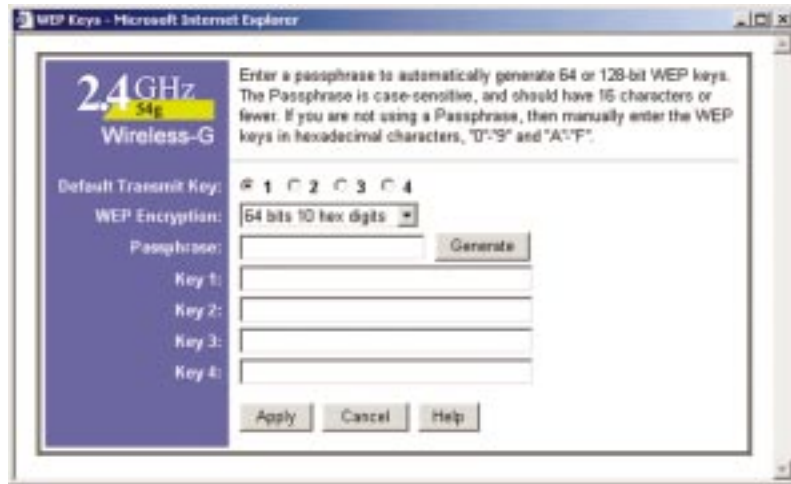 WEP Keys - Microsoft Internet Explorer
2.4 GHz
54g
Wireless-G
Enter a passphrase to automatically generate 64 or 128-bit WEP keys.
The Passphrase is case-sensitive, and should have 16 characters or
fewer. If you are not using a Passphrase, then manually enter the WEP
keys in hexadecimal characters, "0"-"9" and "A"-"F".
Default Transmit Key: 1 2 3 4
WEP Encryption: 64 bits 10 hex digits
Passphrase: Generate
Key 1:
Key 2:
Key 3:
Key 4:
Apply Cancel Help